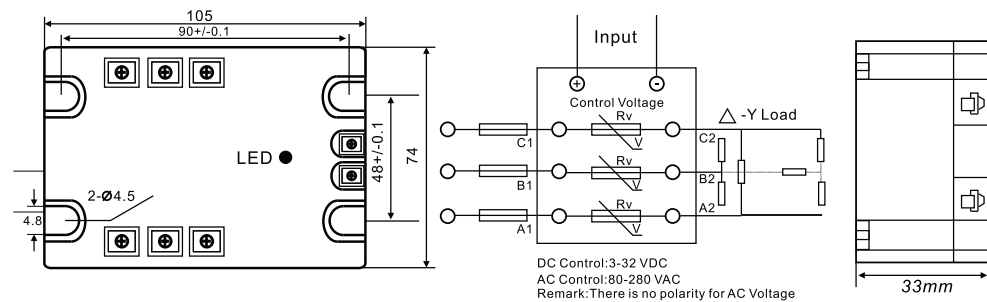 105
90+/-0.1
LED
48+/-0.1
74
2-Ø4.5
4.8
Input
+
-
Control Voltage
Rv
V
C1
C2
Rv
V
B1
B2
Rv
V
A1
A2
△ -Y Load
DC Control:3-32 VDC
AC Control:80-280 VAC
Remark:There is no polarity for AC Voltage
33mm